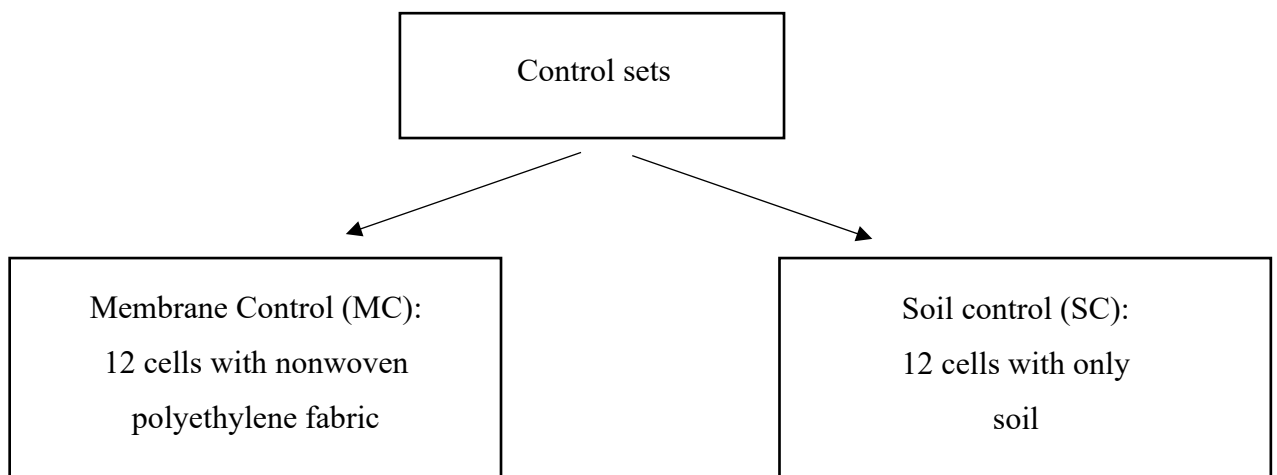 Control sets
Membrane Control (MC):
12 cells with nonwoven
polyethylene fabric
Soil control (SC):
12 cells with only
soil